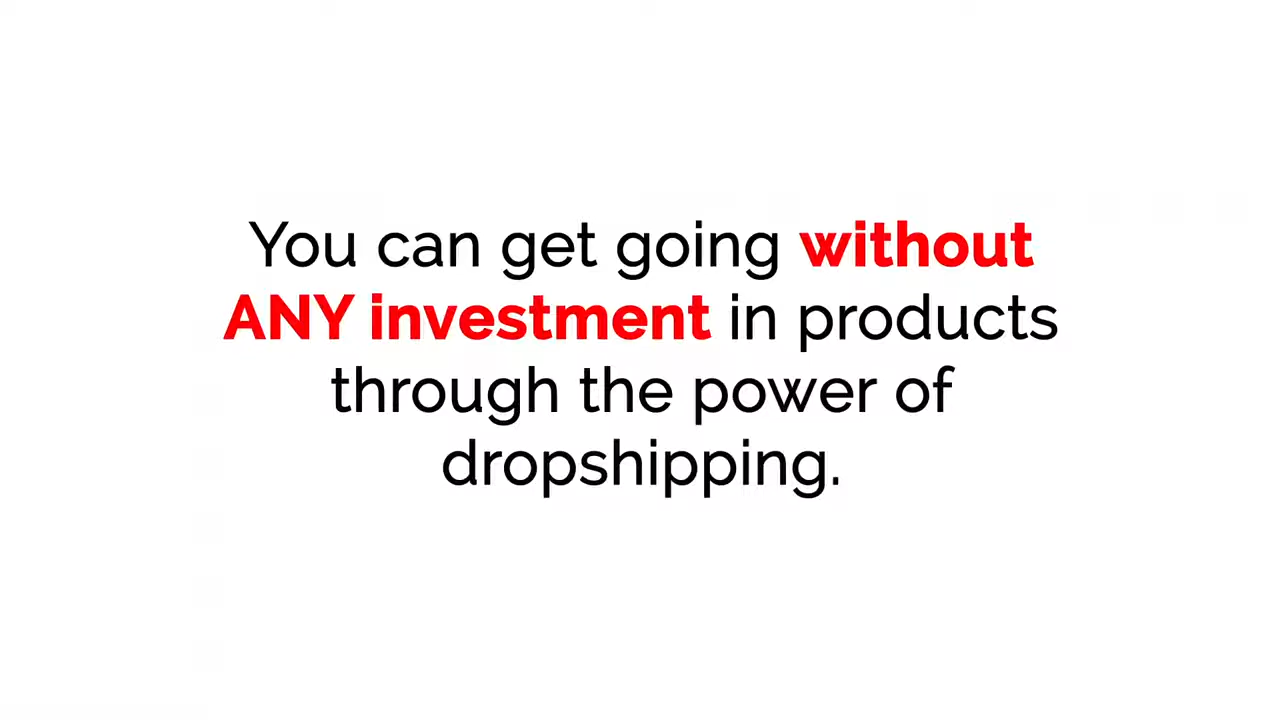 You can get going without
ANY investment in products
through the power of
dropshipping.